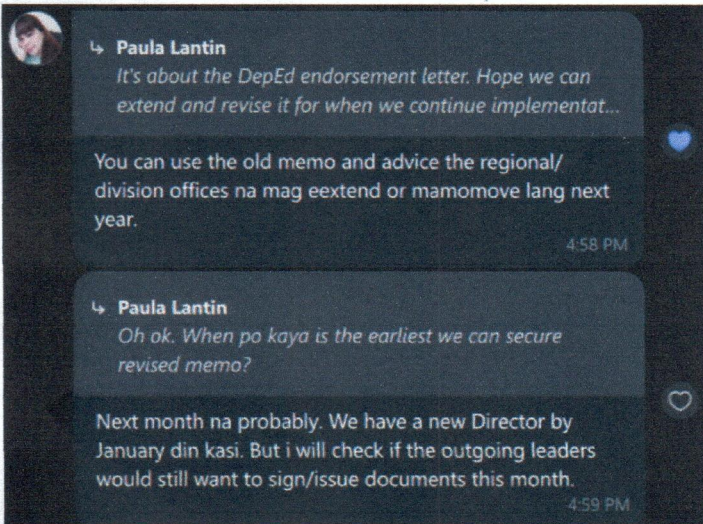 Paula Lantin
It's about the DepEd endorsement letter. Hope we can
extend and revise it for when we continue implementat...
You can use the old memo and advice the regional/
division offices na mag eextend or mamomove lang next
year.
4:58 PM
Paula Lantin
Oh ok. When po kaya is the earliest we can secure
revised memo?
Next month na probably. We have a new Director by
January din kasi. But i will check if the outgoing leaders
would still want to sign/issue documents this month.
4:59 PM